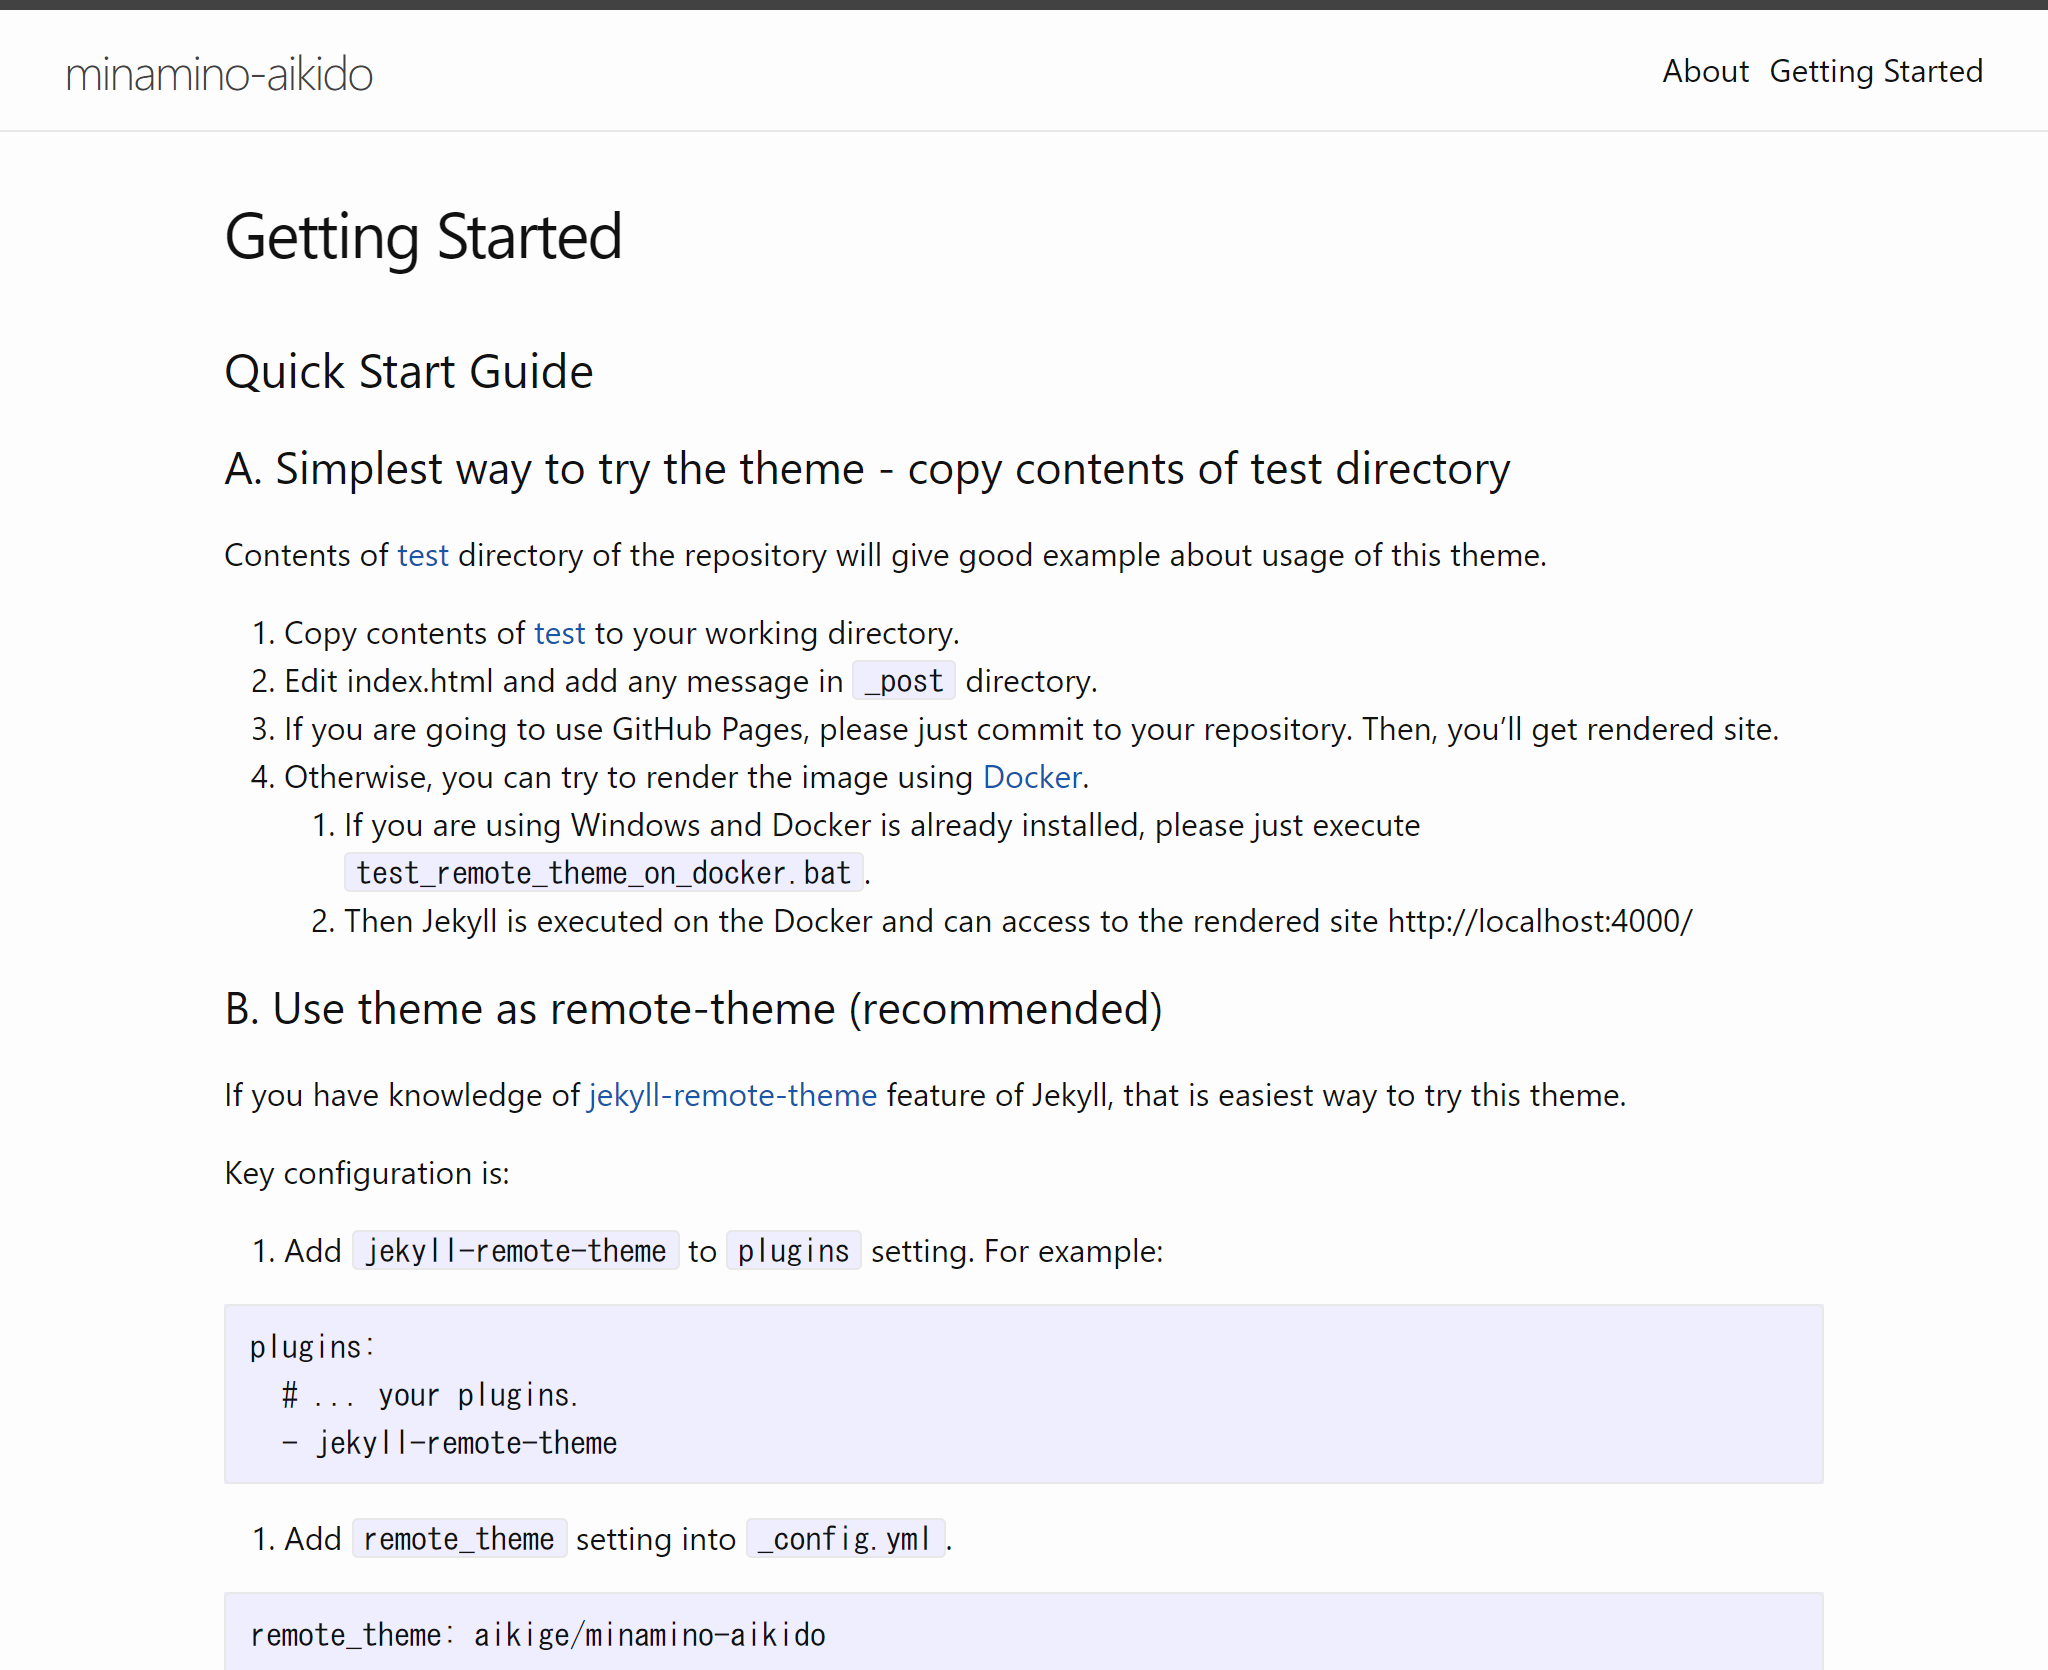 minamino-aikido
About Getting Started
Getting Started
Quick Start Guide
A. Simplest way to try the theme - copy contents of test directory
Contents of test directory of the repository will give good example about usage of this theme.
1. Copy contents of test to your working directory.
2. Edit index.html and add any message in _post directory.
3. If you are going to use GitHub Pages, please just commit to your repository. Then, you’ll get rendered site.
4. Otherwise, you can try to render the image using Docker.
1. If you are using Windows and Docker is already installed, please just execute
test_remote_theme_on_docker.bat.
2. Then Jekyll is executed on the Docker and can access to the rendered site http://localhost:4000/
B. Use theme as remote-theme (recommended)
If you have knowledge of jekyll-remote-theme feature of Jekyll, that is easiest way to try this theme.
Key configuration is:
1. Add jekyll-remote-theme to plugins setting. For example:
plugins:
  # ... your plugins.
  - jekyll-remote-theme
1. Add remote_theme setting into _config.yml.
remote_theme: aikige/minamino-aikido